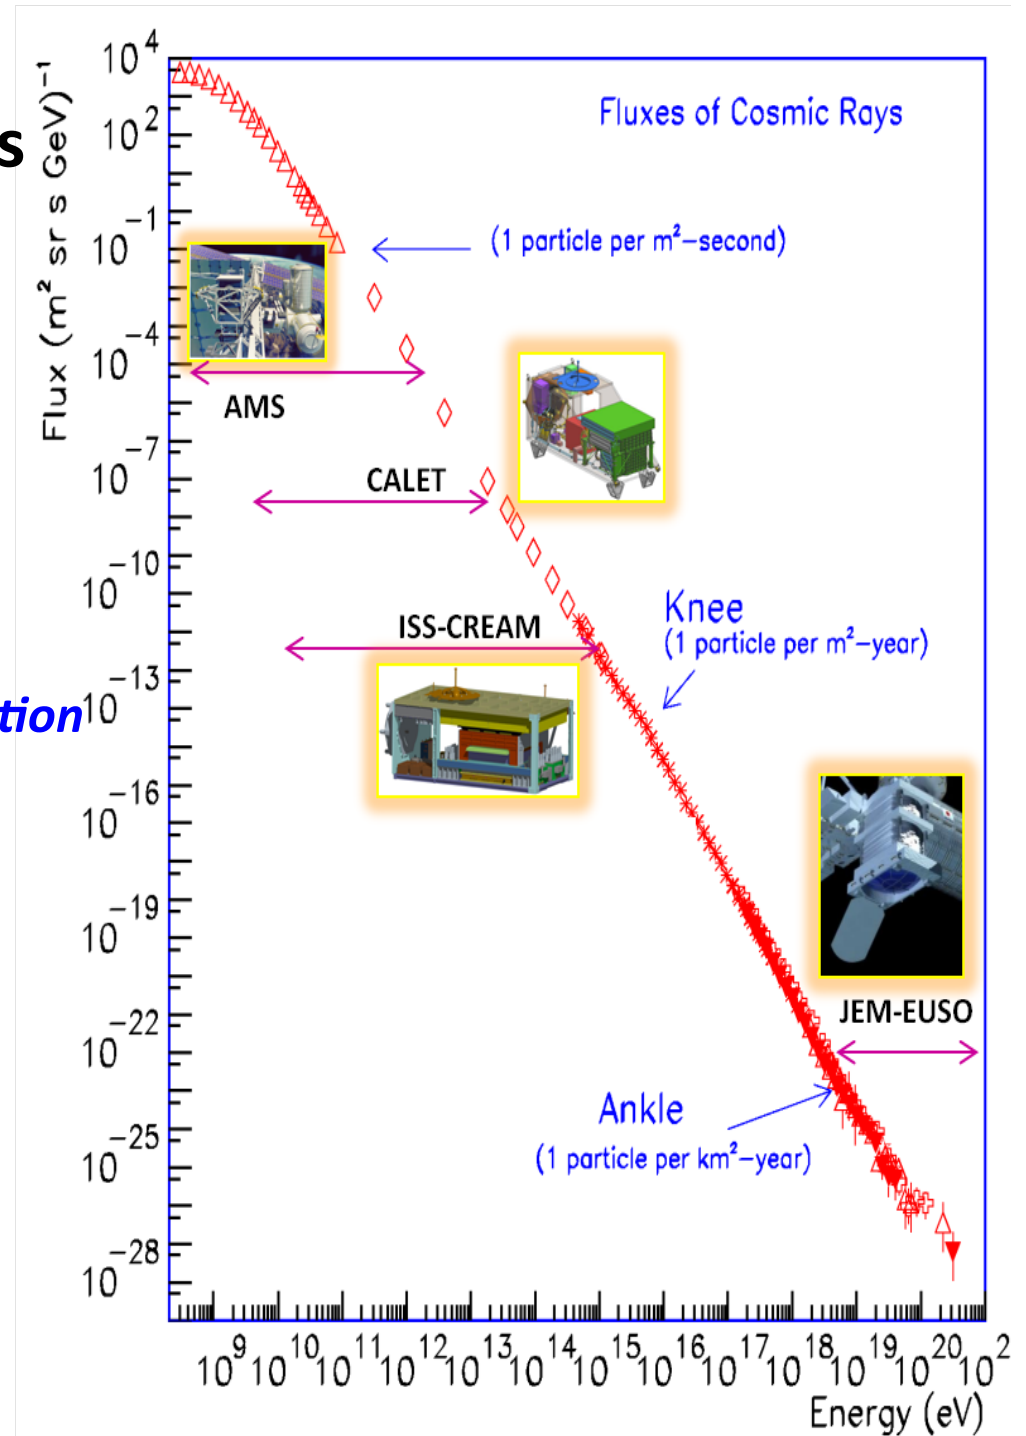 10⁴
Fluxes of Cosmic Rays
10²
s
Flux (m² sr s GeV)⁻¹
10⁻¹
(1 particle per m²−second)
10⁻⁴
AMS
10⁻⁷
CALET
10⁻¹⁰
Knee
ISS-CREAM
(1 particle per m²−year)
10⁻¹³
tion
10⁻¹⁶
10⁻¹⁹
JEM-EUSO
10⁻²²
Ankle
10⁻²⁵
(1 particle per km²−year)
10⁻²⁸
10⁹ 10¹⁰ 10¹¹ 10¹² 10¹³ 10¹⁴ 10¹⁵ 10¹⁶ 10¹⁷ 10¹⁸ 10¹⁹ 10²⁰ 10²
Energy (eV)